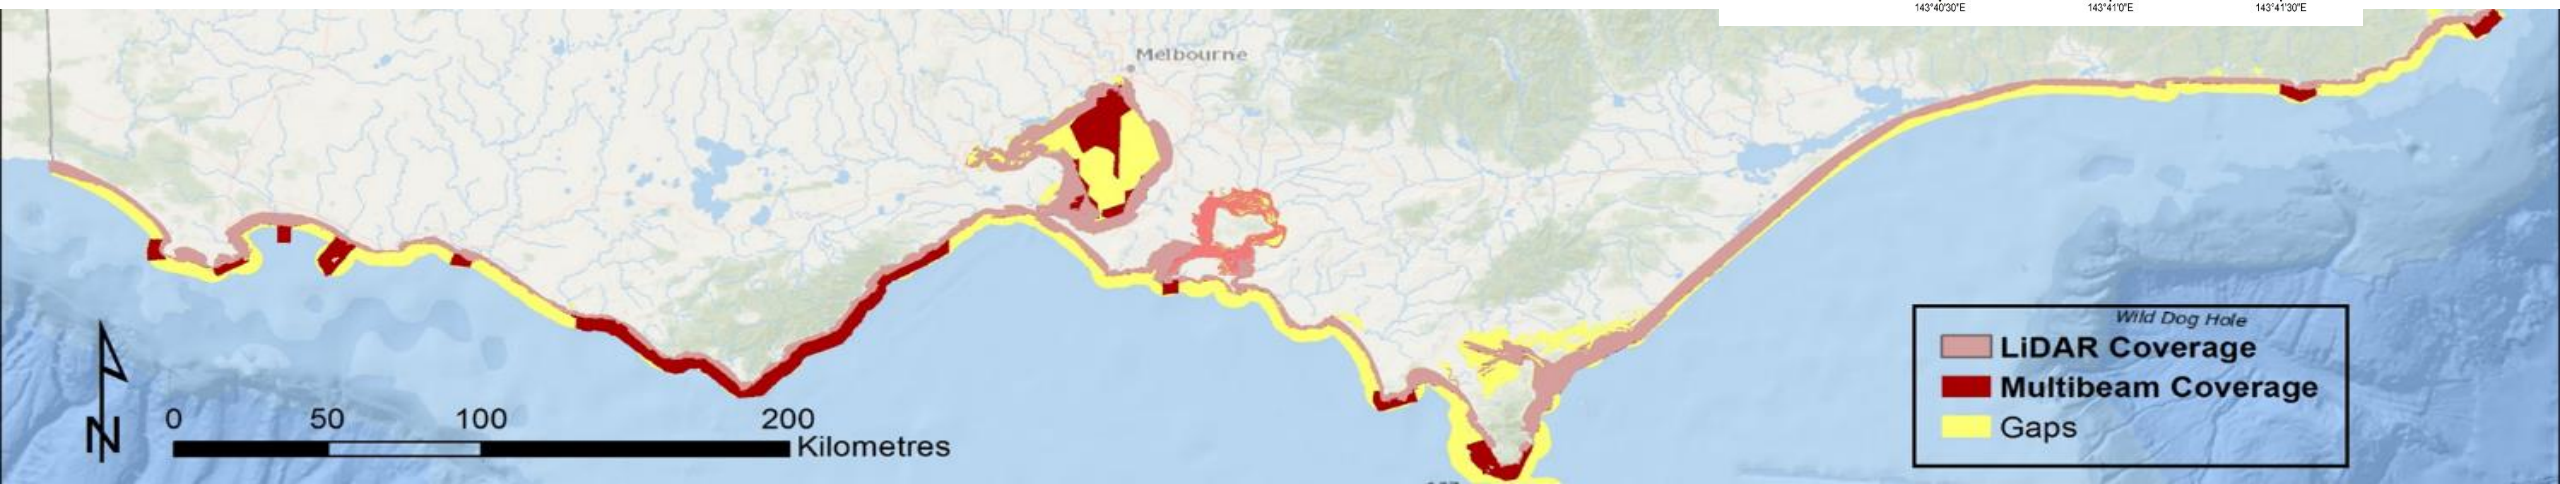 143°40'30"E 143°41'0"E 143°41'30"E
Melbourne
Wild Dog Hole
LiDAR Coverage
Multibeam Coverage
Gaps
0 50 100 200
Kilometres
N